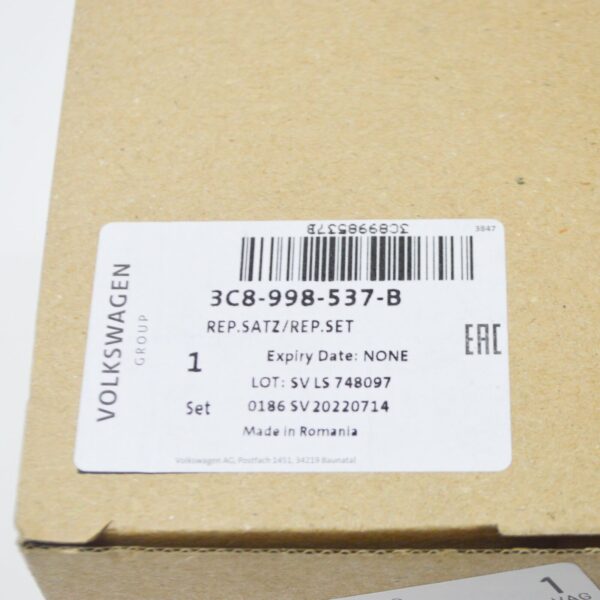 3C8998537B
3847
3C8-998-537-B
REP.SATZ/REP.SET
VOLKSWAGEN
GROUP
EAC
1
Expiry Date: NONE
LOT: SV LS 748097
Set
0186 SV 20220714
Made in Romania
Volkswagen AG, Postfach 1451, 34219 Baunatal
1
VAG